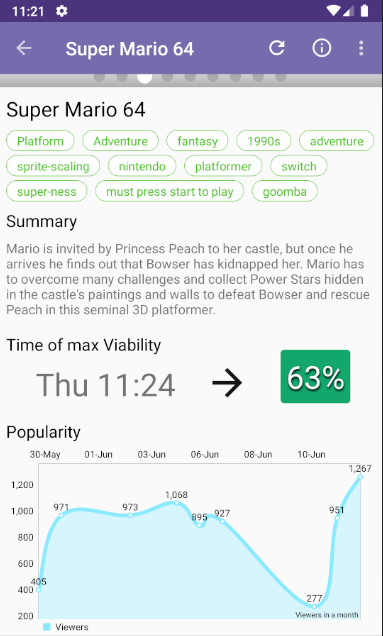 11:21
Super Mario 64
Super Mario 64
Platform Adventure fantasy 1990s adventure
sprite-scaling nintendo platformer switch
super-ness must press start to play goomba
Summary
Mario is invited by Princess Peach to her castle, but once he
arrives he finds out that Bowser has kidnapped her. Mario has
to overcome many challenges and collect Power Stars hidden
in the castle's paintings and walls to defeat Bowser and rescue
Peach in this seminal 3D platformer.
Time of max Viability
Thu 11:24 → 63%
Popularity
30-May 01-Jun 03-Jun 06-Jun 08-Jun 10-Jun
1,267
1,200
1,068
1,000 971 973 895 927 951
800
600
400 405
277
200
Viewers in a month
Viewers